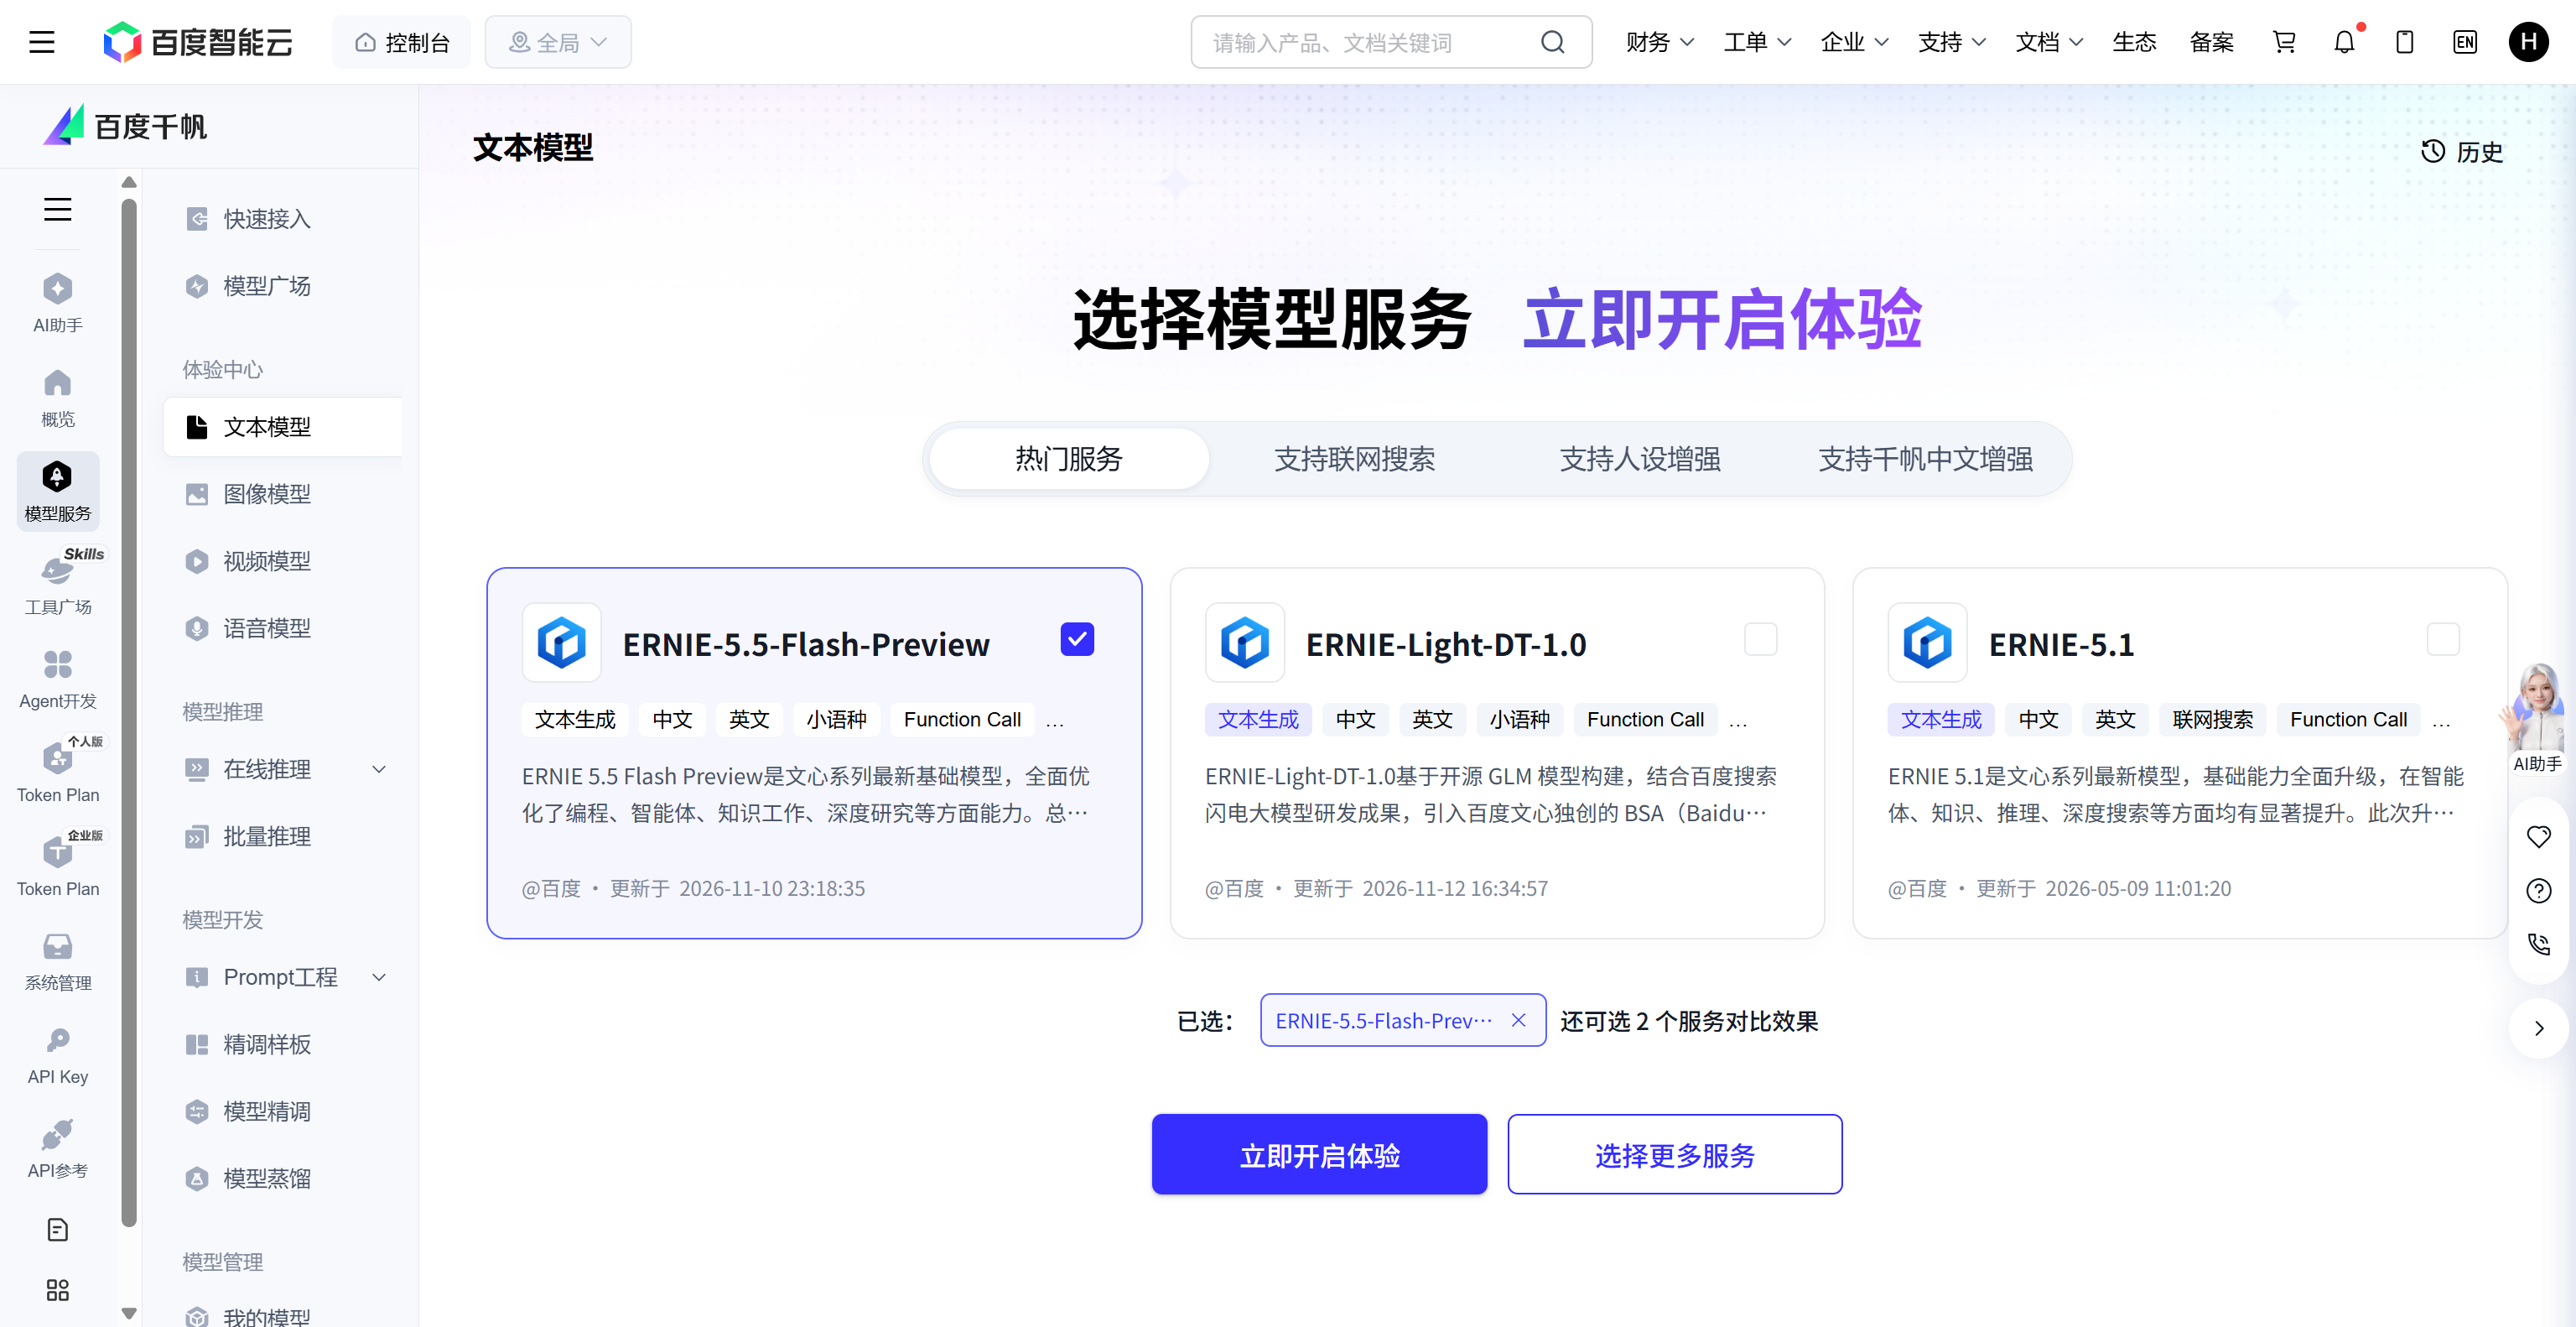 百度智能云
控制台
全局
请输入产品、文档关键词
财务
工单
企业
支持
文档
生态
备案
EN
H
百度千帆
AI助手
概览
模型服务
Skills
工具广场
Agent开发
个人版
Token Plan
企业版
Token Plan
系统管理
API Key
API参考
快速接入
模型广场
体验中心
文本模型
图像模型
视频模型
语音模型
模型推理
在线推理
批量推理
模型开发
Prompt工程
精调样板
模型精调
模型蒸馏
模型管理
我的模型
文本模型
历史
选择模型服务 立即开启体验
热门服务
支持联网搜索
支持人设增强
支持千帆中文增强
ERNIE-5.5-Flash-Preview
文本生成 中文 英文 小语种 Function Call ...
ERNIE 5.5 Flash Preview是文心系列最新基础模型，全面优
化了编程、智能体、知识工作、深度研究等方面能力。总…
@百度 · 更新于 2026-11-10 23:18:35
ERNIE-Light-DT-1.0
文本生成 中文 英文 小语种 Function Call ...
ERNIE-Light-DT-1.0基于开源 GLM 模型构建，结合百度搜索
闪电大模型研发成果，引入百度文心独创的 BSA（Baidu…
@百度 · 更新于 2026-11-12 16:34:57
ERNIE-5.1
文本生成 中文 英文 联网搜索 Function Call ...
ERNIE 5.1是文心系列最新模型，基础能力全面升级，在智能
体、知识、推理、深度搜索等方面均有显著提升。此次升…
@百度 · 更新于 2026-05-09 11:01:20
AI助手
已选： ERNIE-5.5-Flash-Prev… 还可选 2 个服务对比效果
立即开启体验
选择更多服务